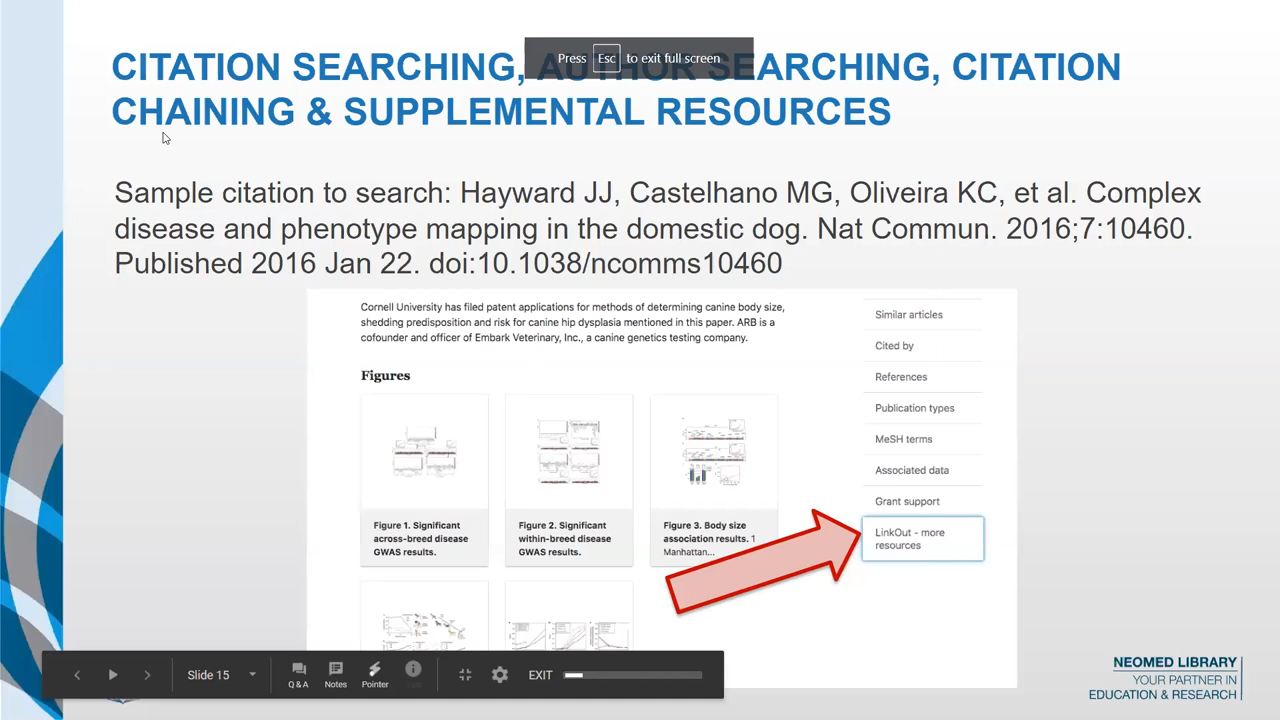 Press Esc to exit full screen
CITATION SEARCHING, AUTHOR SEARCHING, CITATION
CHAINING & SUPPLEMENTAL RESOURCES
Sample citation to search: Hayward JJ, Castelhano MG, Oliveira KC, et al. Complex
disease and phenotype mapping in the domestic dog. Nat Commun. 2016;7:10460.
Published 2016 Jan 22. doi:10.1038/ncomms10460
Cornell University has filed patent applications for methods of determining canine body size,
shedding predisposition and risk for canine hip dysplasia mentioned in this paper. ARB is a
cofounder and officer of Embark Veterinary, Inc., a canine genetics testing company.
Figures
Figure 1. Significant
across-breed disease
GWAS results.
Figure 2. Significant
within-breed disease
GWAS results.
Figure 3. Body size
association results. 1
Manhattan...
Similar articles
Cited by
References
Publication types
MeSH terms
Associated data
Grant support
LinkOut - more
resources
Slide 15
Q & A
Notes
Pointer
EXIT
NEOMED LIBRARY
YOUR PARTNER IN
EDUCATION & RESEARCH